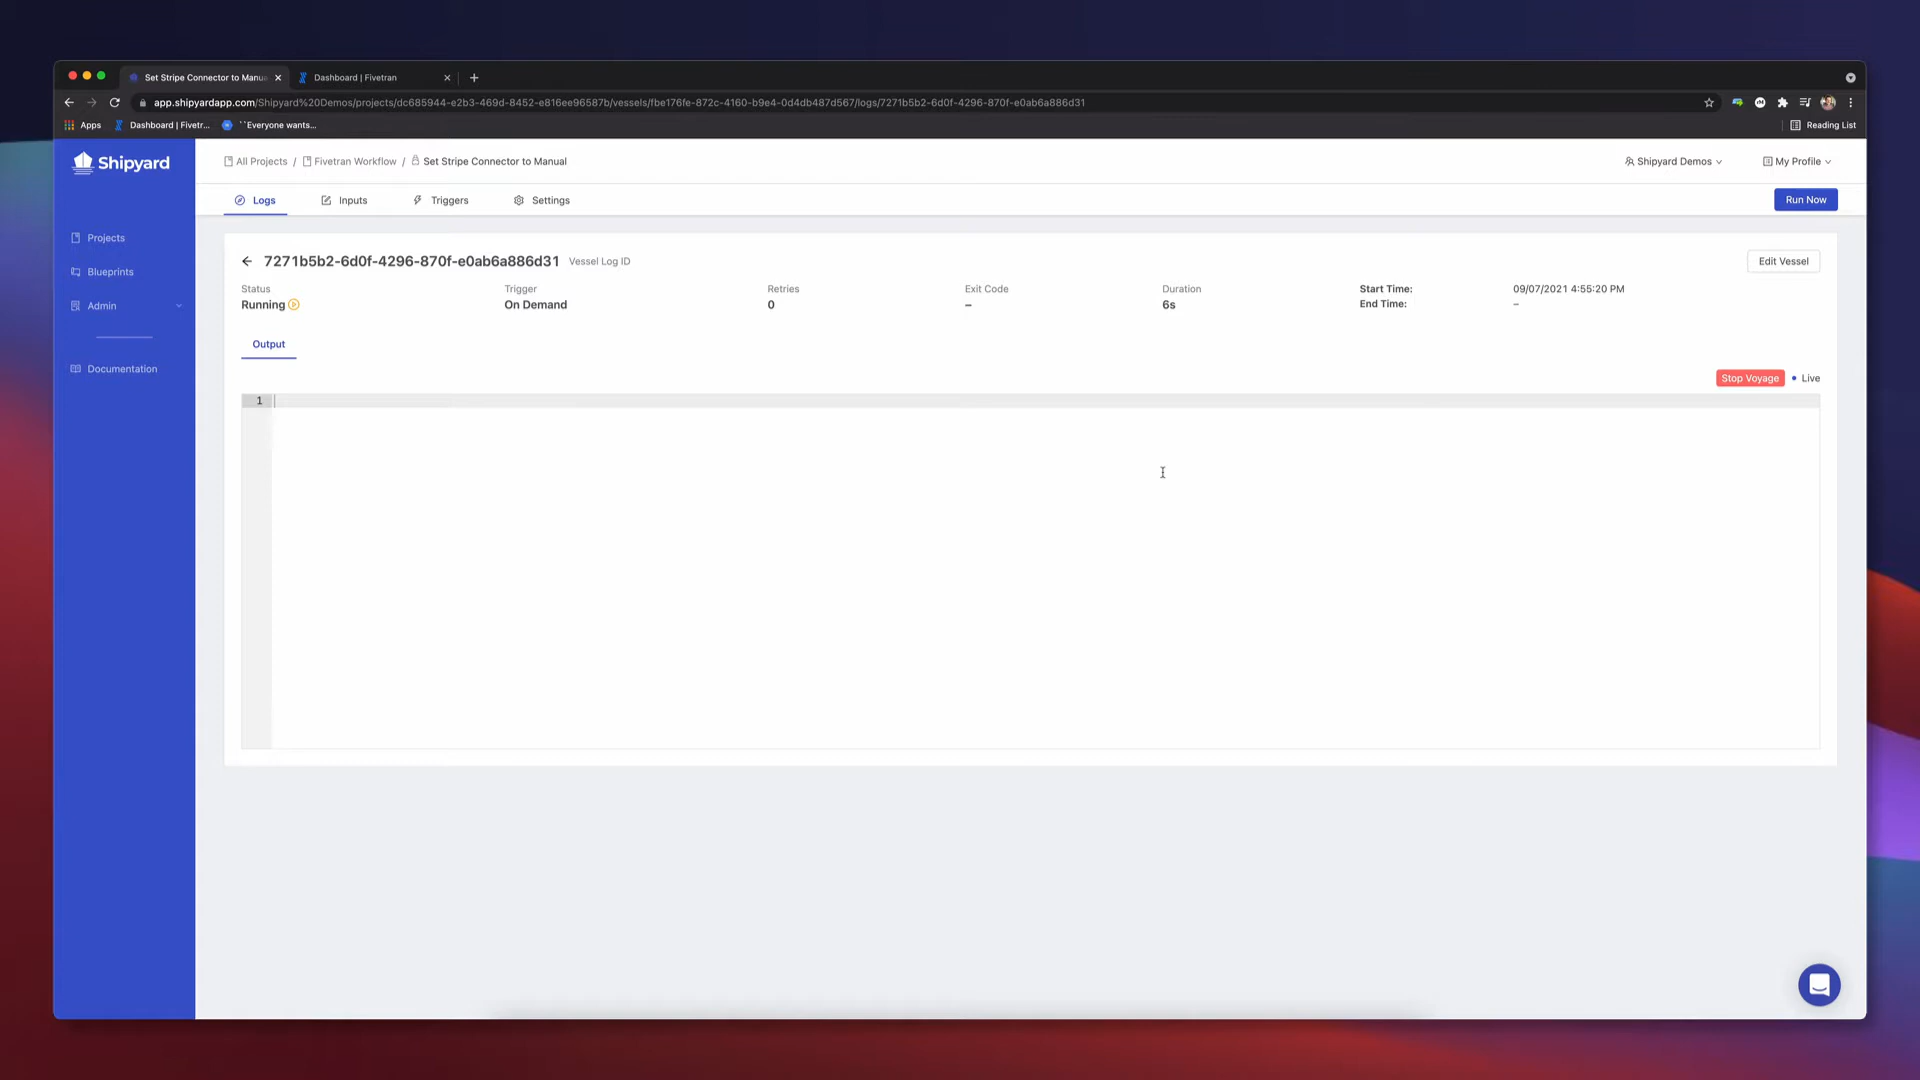 Set Stripe Connector to Manua
Dashboard | Fivetran
app.shipyardapp.com/Shipyard%20Demos/projects/dc685944-e2b3-469d-8452-e816ee96587b/vessels/fbe176fe-872c-4160-b9e4-0d4db487d567/logs/7271b5b2-6d0f-4296-870f-e0ab6a886d31
Apps
Dashboard | Fivetr...
``Everyone wants...
Reading List
Shipyard
All Projects / Fivetran Workflow / Set Stripe Connector to Manual
Shipyard Demos
My Profile
Logs
Inputs
Triggers
Settings
Run Now
Projects
Blueprints
Admin
Documentation
7271b5b2-6d0f-4296-870f-e0ab6a886d31 Vessel Log ID
Edit Vessel
Status
Running
Trigger
On Demand
Retries
0
Exit Code
–
Duration
6s
Start Time: 09/07/2021 4:55:20 PM
End Time: –
Output
Stop Voyage
Live
1